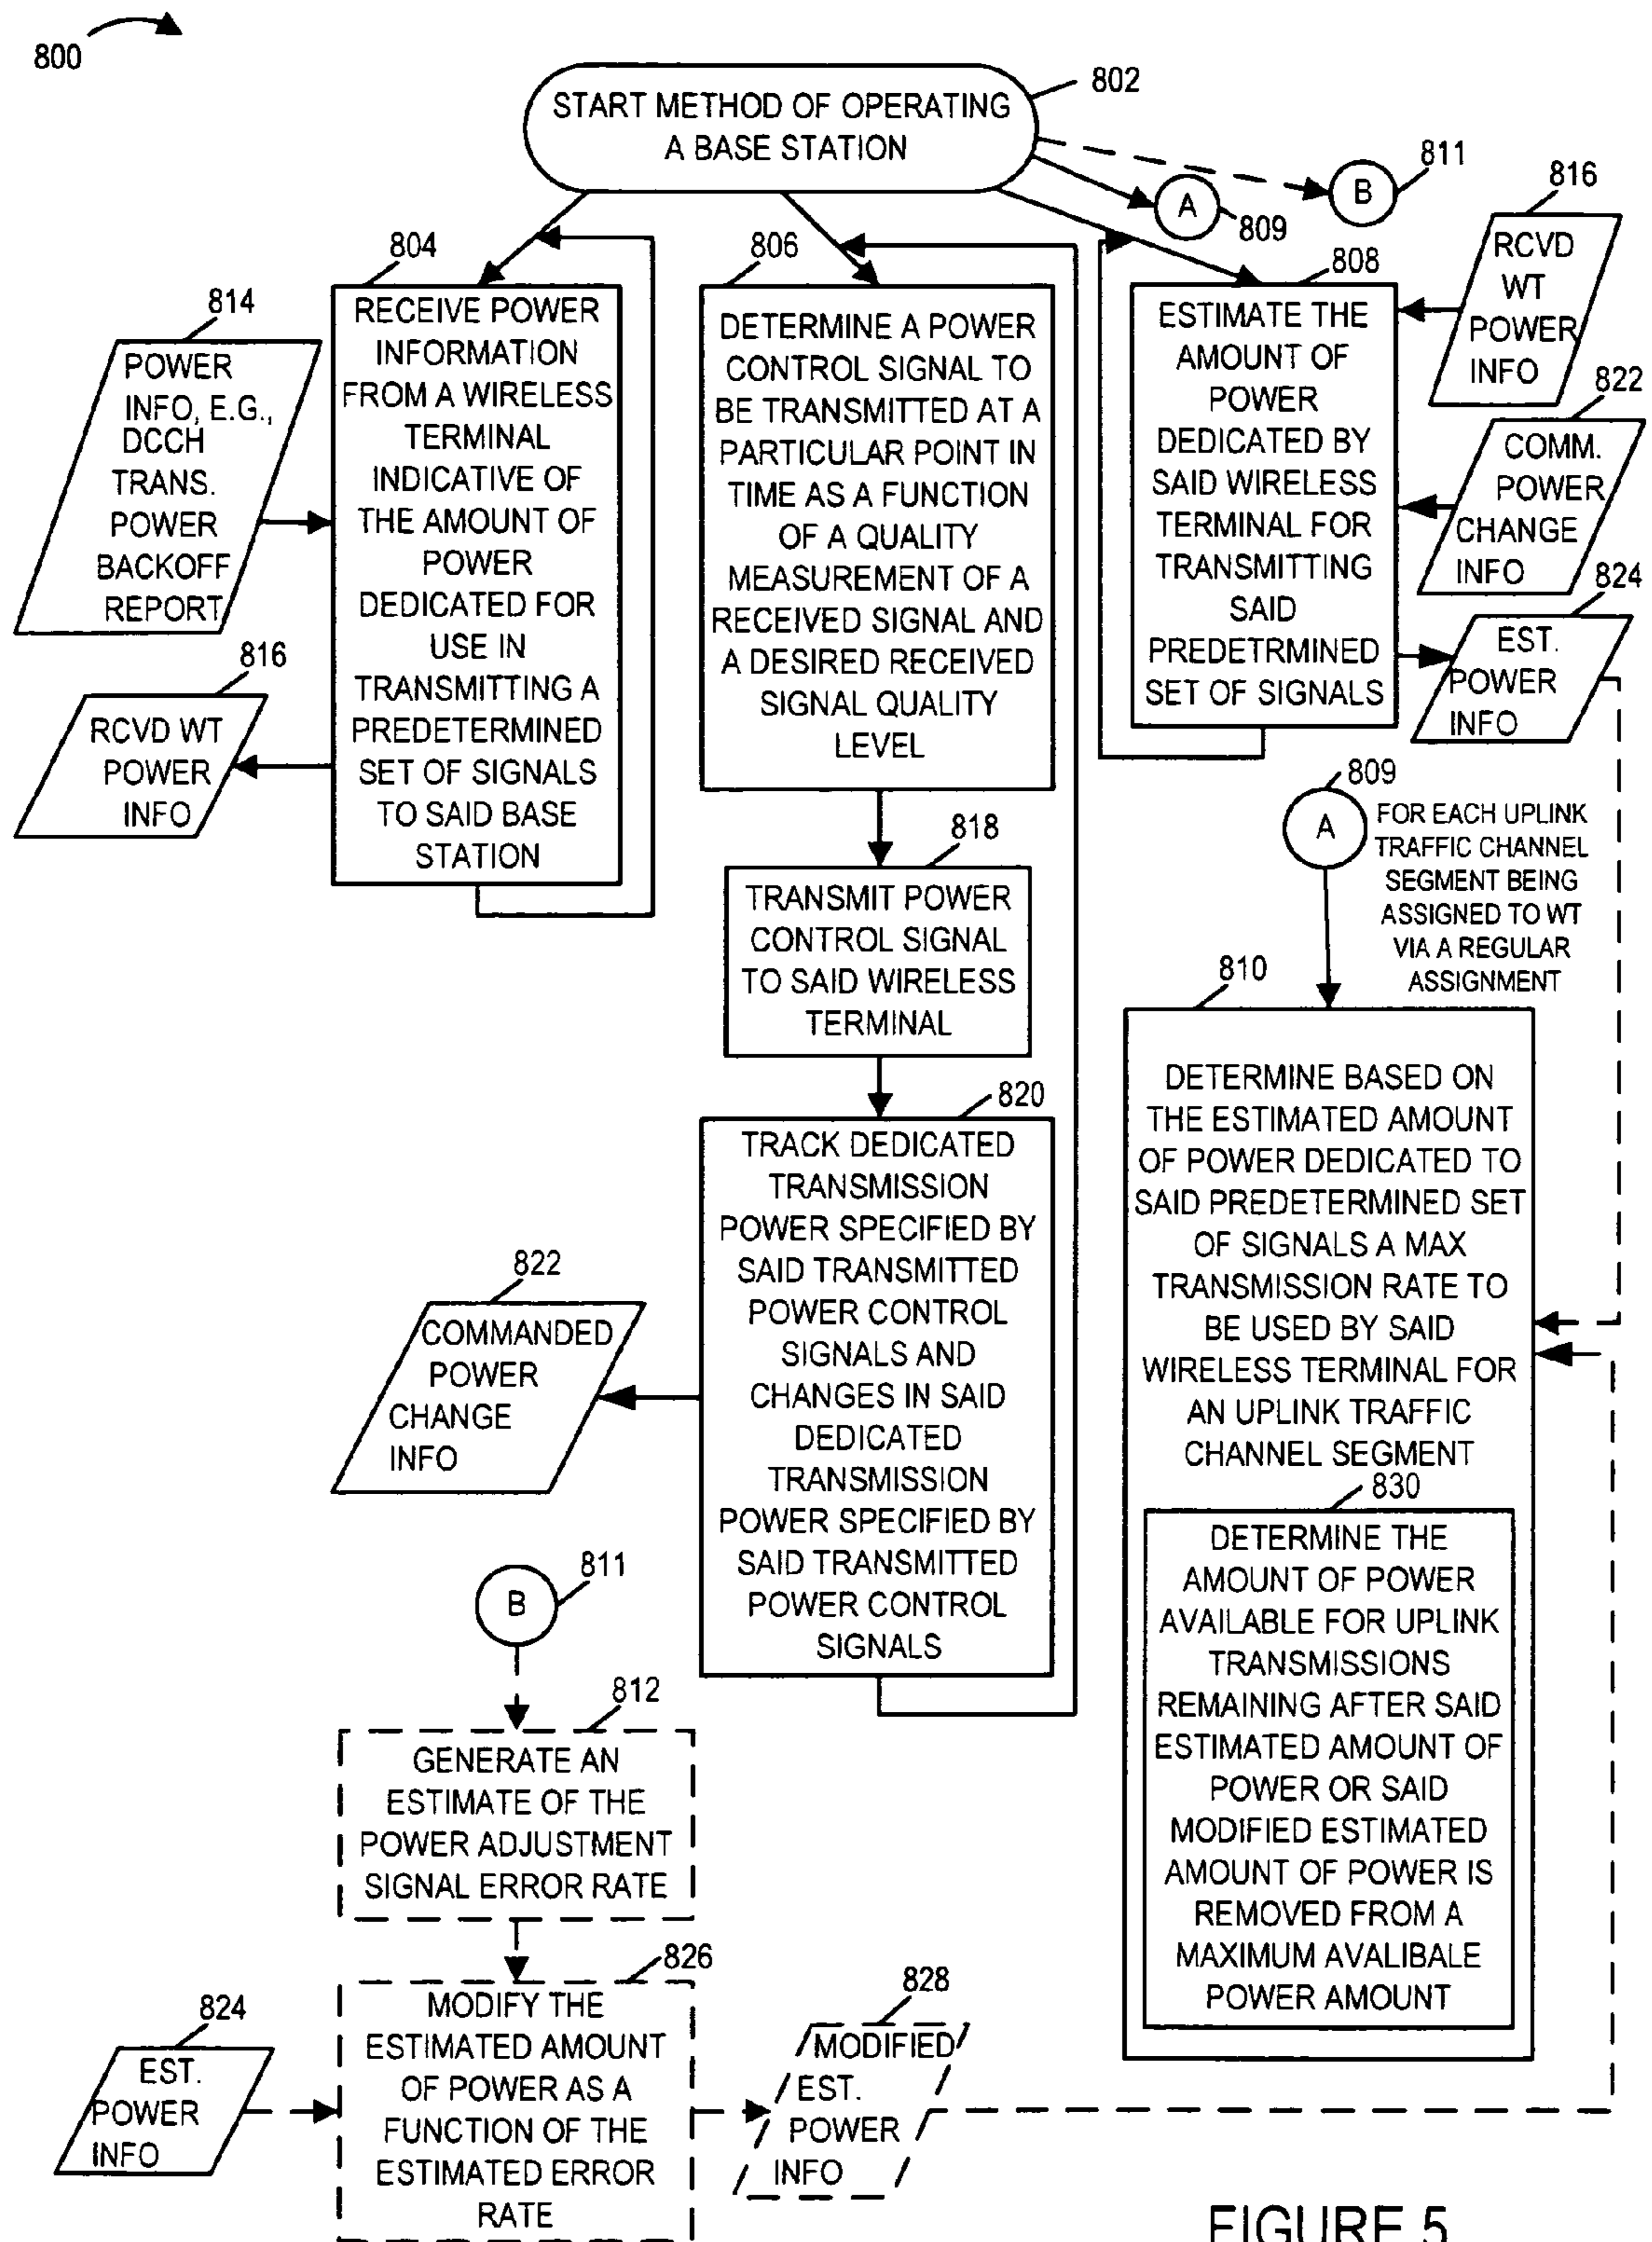 800
802
START METHOD OF OPERATING
A BASE STATION
A
809
B
811
804
RECEIVE POWER
INFORMATION
FROM A WIRELESS
TERMINAL
INDICATIVE OF
THE AMOUNT OF
POWER
DEDICATED FOR
USE IN
TRANSMITTING A
PREDETERMINED
SET OF SIGNALS
TO SAID BASE
STATION
814
POWER
INFO, E.G.,
DCCH
TRANS.
POWER
BACKOFF
REPORT
816
RCVD WT
POWER
INFO
806
DETERMINE A POWER
CONTROL SIGNAL TO
BE TRANSMITTED AT A
PARTICULAR POINT IN
TIME AS A FUNCTION
OF A QUALITY
MEASUREMENT OF A
RECEIVED SIGNAL AND
A DESIRED RECEIVED
SIGNAL QUALITY
LEVEL
808
ESTIMATE THE
AMOUNT OF
POWER
DEDICATED BY
SAID WIRELESS
TERMINAL FOR
TRANSMITTING
SAID
PREDETRMINED
SET OF SIGNALS
816
RCVD
WT
POWER
INFO
822
COMM.
POWER
CHANGE
INFO
824
EST.
POWER
INFO
818
TRANSMIT POWER
CONTROL SIGNAL
TO SAID WIRELESS
TERMINAL
820
TRACK DEDICATED
TRANSMISSION
POWER SPECIFIED BY
SAID TRANSMITTED
POWER CONTROL
SIGNALS AND
CHANGES IN SAID
DEDICATED
TRANSMISSION
POWER SPECIFIED BY
SAID TRANSMITTED
POWER CONTROL
SIGNALS
822
COMMANDED
POWER
CHANGE
INFO
809
A
FOR EACH UPLINK
TRAFFIC CHANNEL
SEGMENT BEING
ASSIGNED TO WT
VIA A REGULAR
ASSIGNMENT
810
DETERMINE BASED ON
THE ESTIMATED AMOUNT
OF POWER DEDICATED TO
SAID PREDETERMINED SET
OF SIGNALS A MAX
TRANSMISSION RATE TO
BE USED BY SAID
WIRELESS TERMINAL FOR
AN UPLINK TRAFFIC
CHANNEL SEGMENT
830
DETERMINE THE
AMOUNT OF POWER
AVAILABLE FOR UPLINK
TRANSMISSIONS
REMAINING AFTER SAID
ESTIMATED AMOUNT OF
POWER OR SAID
MODIFIED ESTIMATED
AMOUNT OF POWER IS
REMOVED FROM A
MAXIMUM AVALIBALE
POWER AMOUNT
811
B
812
GENERATE AN
ESTIMATE OF THE
POWER ADJUSTMENT
SIGNAL ERROR RATE
826
MODIFY THE
ESTIMATED AMOUNT
OF POWER AS A
FUNCTION OF THE
ESTIMATED ERROR
RATE
824
EST.
POWER
INFO
828
MODIFIED
EST.
POWER
INFO
FIGURE 5